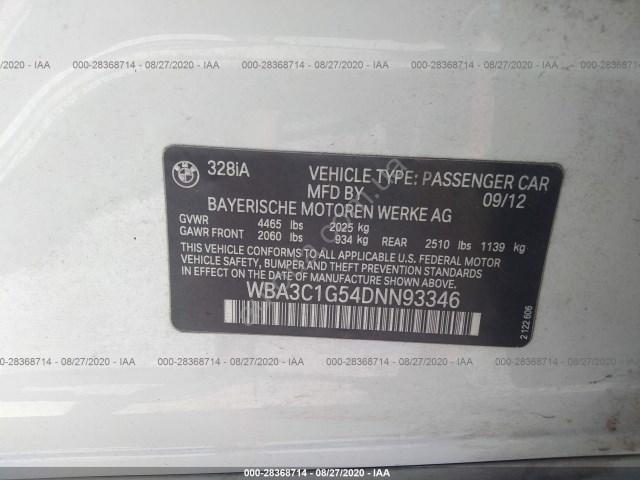 000-28368714 - 08/27/2020 - IAA 000-28368714 - 08/27/2020 - IAA 000-28368714 - 08/27/2020 - IAA
BMW 328iA VEHICLE TYPE: PASSENGER CAR
MFD BY 09/12
BAYERISCHE MOTOREN WERKE AG
GVWR 4465 lbs 2025 kg
GAWR FRONT 2060 lbs 934 kg REAR 2510 lbs 1139 kg
THIS VEHICLE CONFORMS TO ALL APPLICABLE U.S. FEDERAL MOTOR
VEHICLE SAFETY, BUMPER AND THEFT PREVENTION STANDARDS
IN EFFECT ON THE DATE OF MANUFACTURE SHOWN ABOVE.
WBA3C1G54DNN93346
2 122 606
000-28368714 - 08/27/2020 - IAA 000-28368714 - 08/27/2020 - IAA 000-28368714 - 08/27/2020 - IAA
000-28368714 - 08/27/2020 - IAA